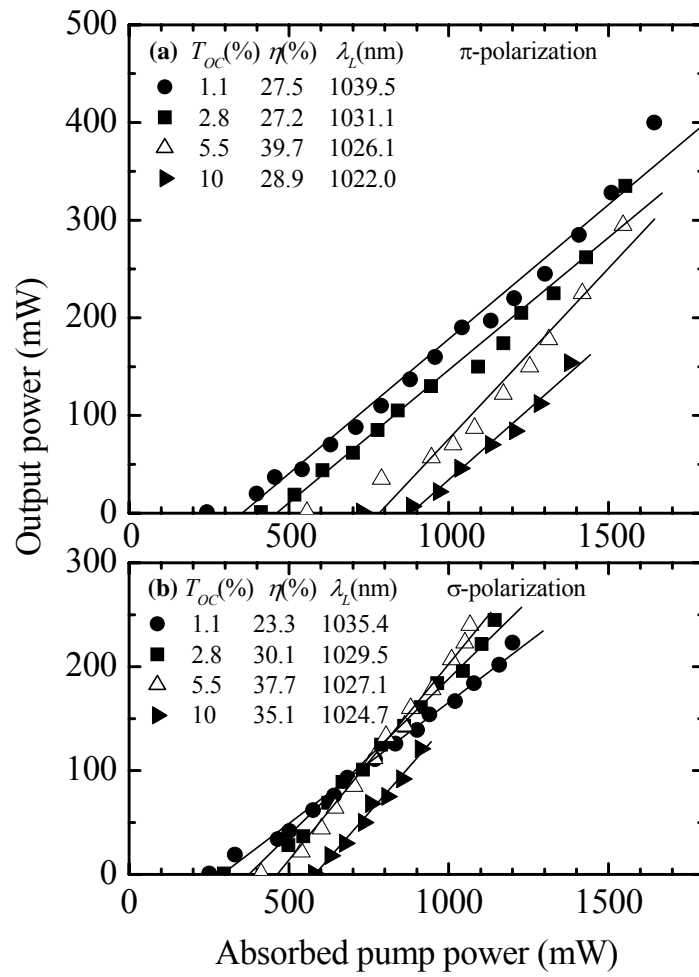 500
(a) T_OC(%) η(%) λ_L(nm) π-polarization
1.1 27.5 1039.5
2.8 27.2 1031.1
5.5 39.7 1026.1
10 28.9 1022.0
400
300
200
100
0
0 500 1000 1500
Output power (mW)
300
(b) T_OC(%) η(%) λ_L(nm) σ-polarization
1.1 23.3 1035.4
2.8 30.1 1029.5
5.5 37.7 1027.1
10 35.1 1024.7
200
100
0
0 500 1000 1500
Absorbed pump power (mW)